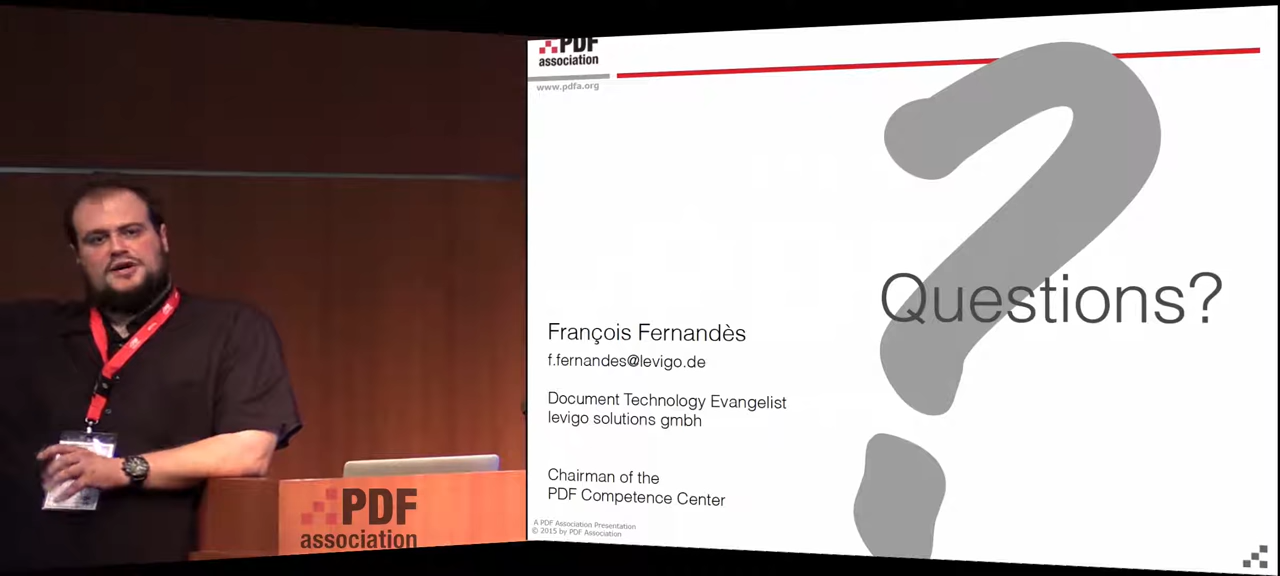 PDF
association
www.pdfa.org
Questions?
François Fernandès
f.fernandes@levigo.de
Document Technology Evangelist
levigo solutions gmbh
Chairman of the
PDF Competence Center
A PDF Association Presentation
© 2015 by PDF Association
PDF
association